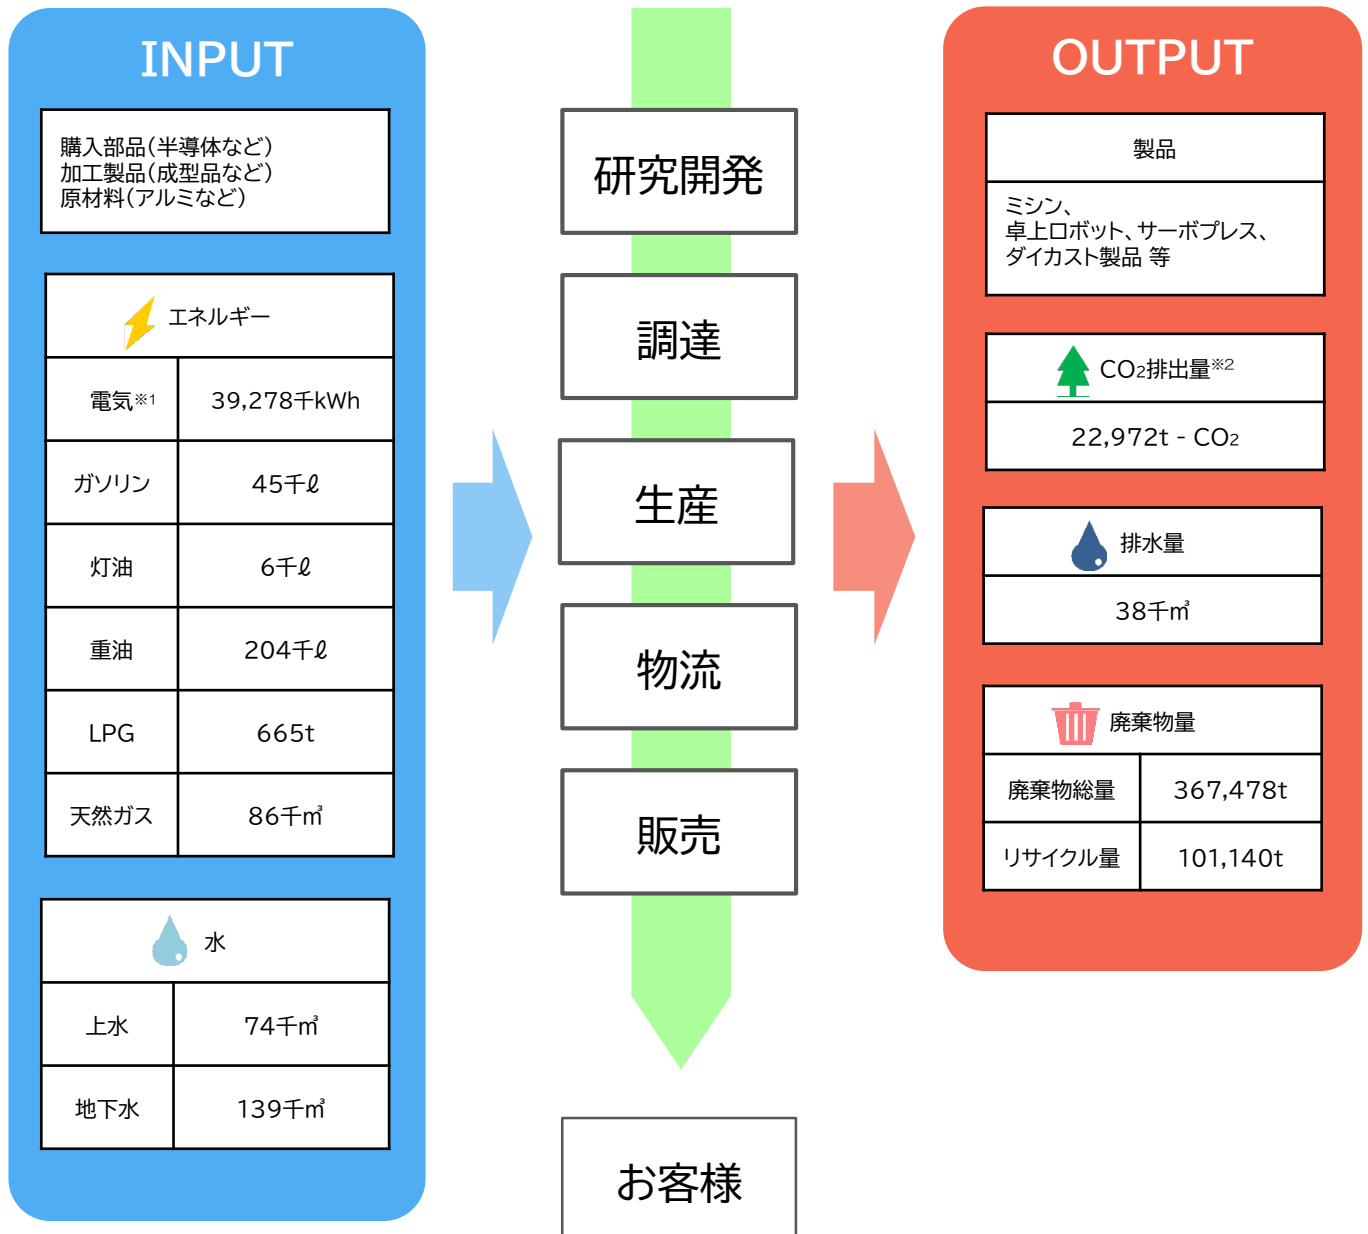 INPUT
購入部品(半導体など)
加工製品(成型品など)
原材料(アルミなど)
エネルギー
電気※1 39,278千kWh
ガソリン 45千ℓ
灯油 6千ℓ
重油 204千ℓ
LPG 665t
天然ガス 86千㎥
水
上水 74千㎥
地下水 139千㎥
研究開発
調達
生産
物流
販売
お客様
OUTPUT
製品
ミシン、
卓上ロボット、サーボプレス、
ダイカスト製品 等
CO₂排出量※2
22,972t - CO₂
排水量
38千㎥
廃棄物量
廃棄物総量 367,478t
リサイクル量 101,140t